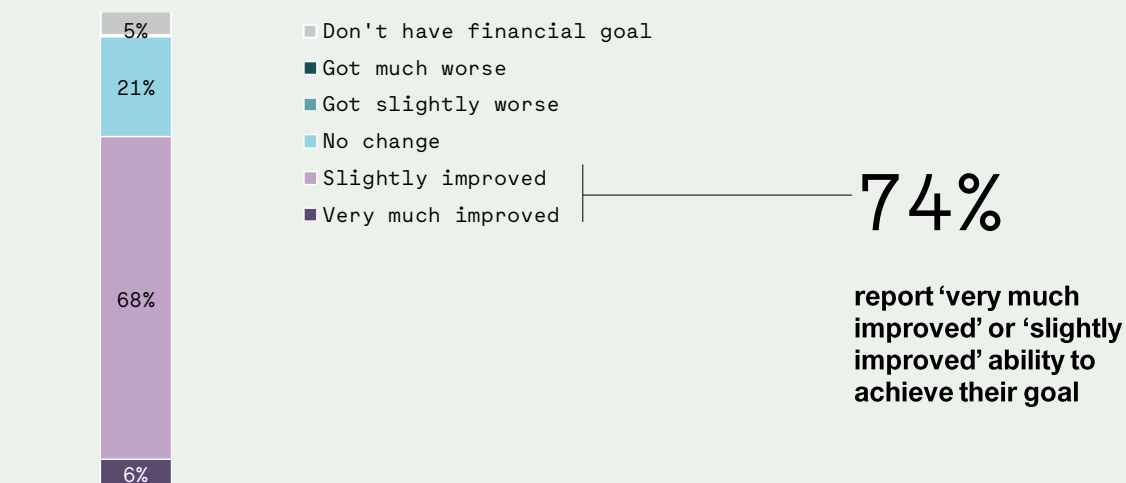 5%
21%
68%
6%
Don't have financial goal
Got much worse
Got slightly worse
No change
Slightly improved
Very much improved
74%
report ‘very much
improved’ or ‘slightly
improved’ ability to
achieve their goal